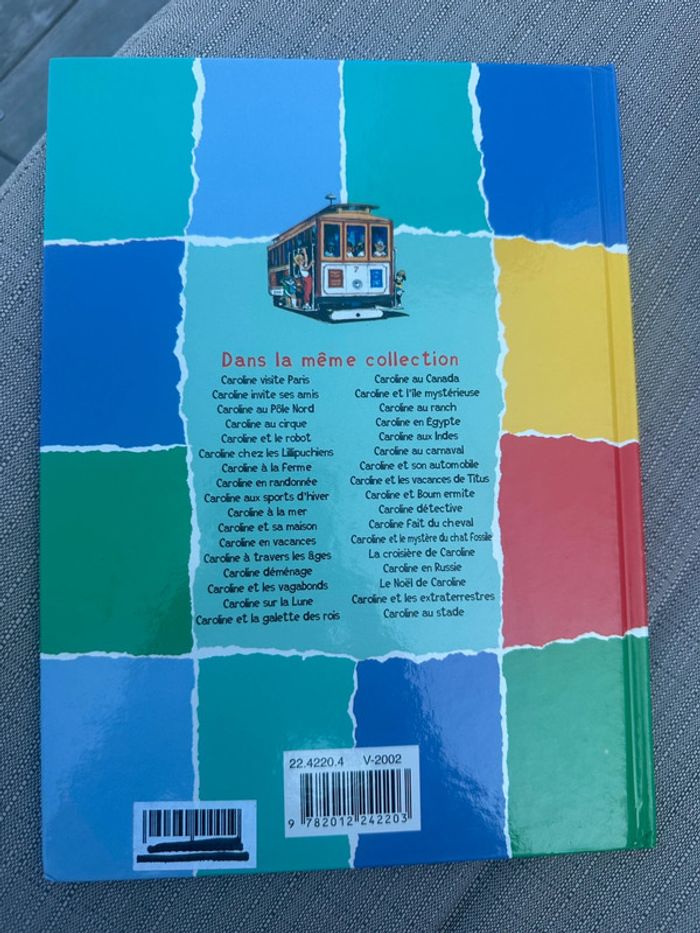 7
Dans la même collection
Caroline visite Paris
Caroline invite ses amis
Caroline au Pôle Nord
Caroline au cirque
Caroline et le robot
Caroline chez les Lillipuchiens
Caroline à la Ferme
Caroline en randonnée
Caroline aux sports d'hiver
Caroline à la mer
Caroline et sa maison
Caroline en vacances
Caroline à travers les âges
Caroline déménage
Caroline et les vagabonds
Caroline sur la Lune
Caroline et la galette des rois
Caroline au Canada
Caroline et l'île mystérieuse
Caroline au ranch
Caroline en Égypte
Caroline aux Indes
Caroline au carnaval
Caroline et son automobile
Caroline et les vacances de Titus
Caroline et Boum ermite
Caroline détective
Caroline Fait du cheval
Caroline et le mystère du chat Fossile
La croisière de Caroline
Caroline en Russie
Le Noël de Caroline
Caroline et les extraterrestres
Caroline au stade
22.4220.4 V-2002
9 782012 242203